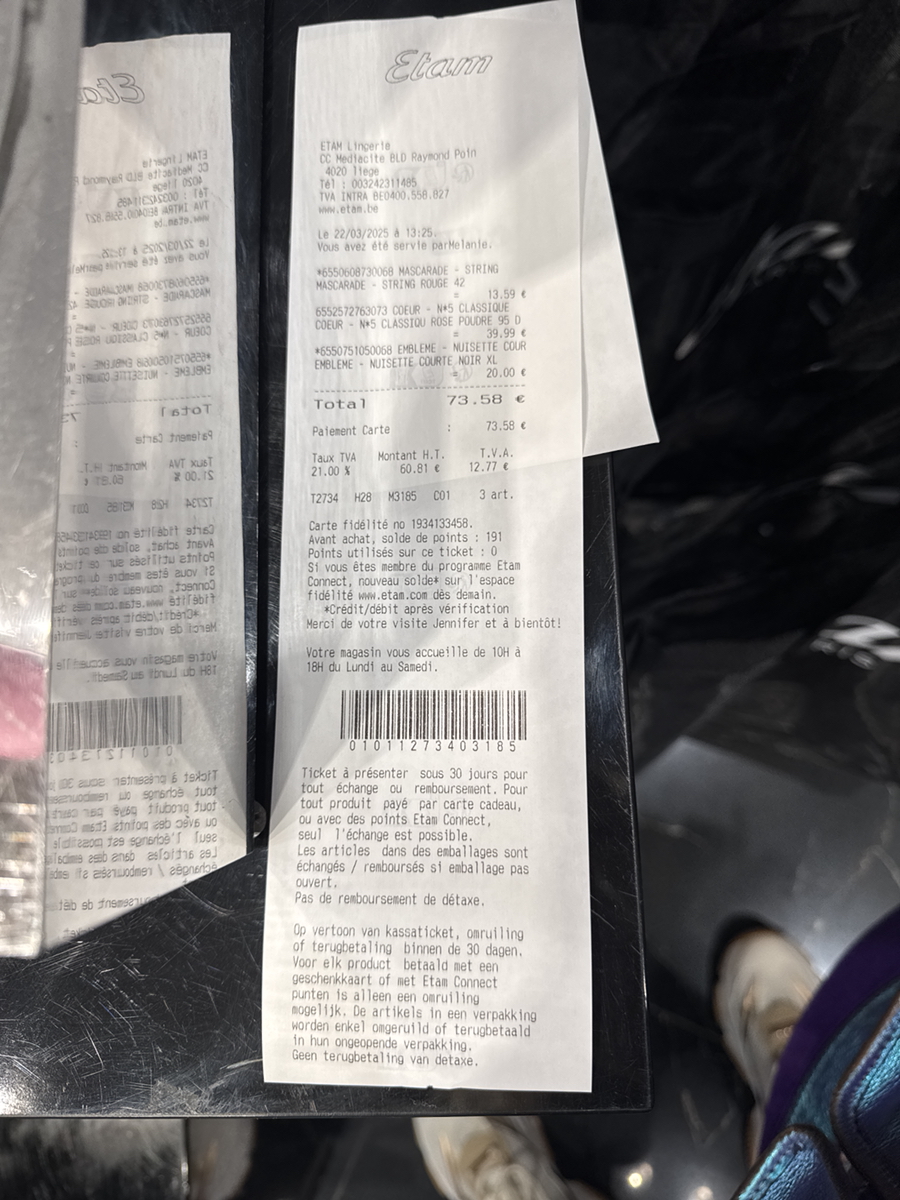 Etam
ETAM Lingerie
CC Mediacite BLD Raymond Poin
4020 liege
Tél : 003242311485
TVA INTRA BE0400.558.827
www.etam.be
Le 22/03/2025 à 13:25.
Vous avez été servie parMelanie.
*6550608730068 MASCARADE - STRING
MASCARADE - STRING ROUGE 42
= 13.59 €
6552572763073 COEUR - N*5 CLASSIQUE
COEUR - N*5 CLASSIQU ROSE POUDRE 95 D
= 39.99 €
*6550751050068 EMBLEME - NUISETTE COUR
EMBLEME - NUISETTE COURTE NOIR XL
= 20.00 €
Total 73.58 €
Paiement Carte : 73.58 €
Taux TVA Montant H.T. T.V.A.
21.00 % 60.81 € 12.77 €
T2734 H28 M3185 C01 3 art.
Carte fidélité no 1934133458.
Avant achat, solde de points : 191
Points utilisés sur ce ticket : 0
Si vous êtes membre du programme Etam
Connect, nouveau solde* sur l'espace
fidélité www.etam.com dès demain.
*Crédit/débit après vérification
Merci de votre visite Jennifer et à bientôt!
Votre magasin vous accueille de 10H à
18H du Lundi au Samedi.
01011273403185
Ticket à présenter sous 30 jours pour
tout échange ou remboursement. Pour
tout produit payé par carte cadeau,
ou avec des points Etam Connect,
seul l'échange est possible.
Les articles dans des emballages sont
échangés / remboursés si emballage pas
ouvert.
Pas de remboursement de détaxe.
Op vertoon van kassaticket, omruiling
of terugbetaling binnen de 30 dagen.
Voor elk product betaald met een
geschenkkaart of met Etam Connect
punten is alleen een omruiling
mogelijk. De artikels in een verpakking
worden enkel omgeruild of terugbetaald
in hun ongeopende verpakking.
Geen terugbetaling van detaxe.